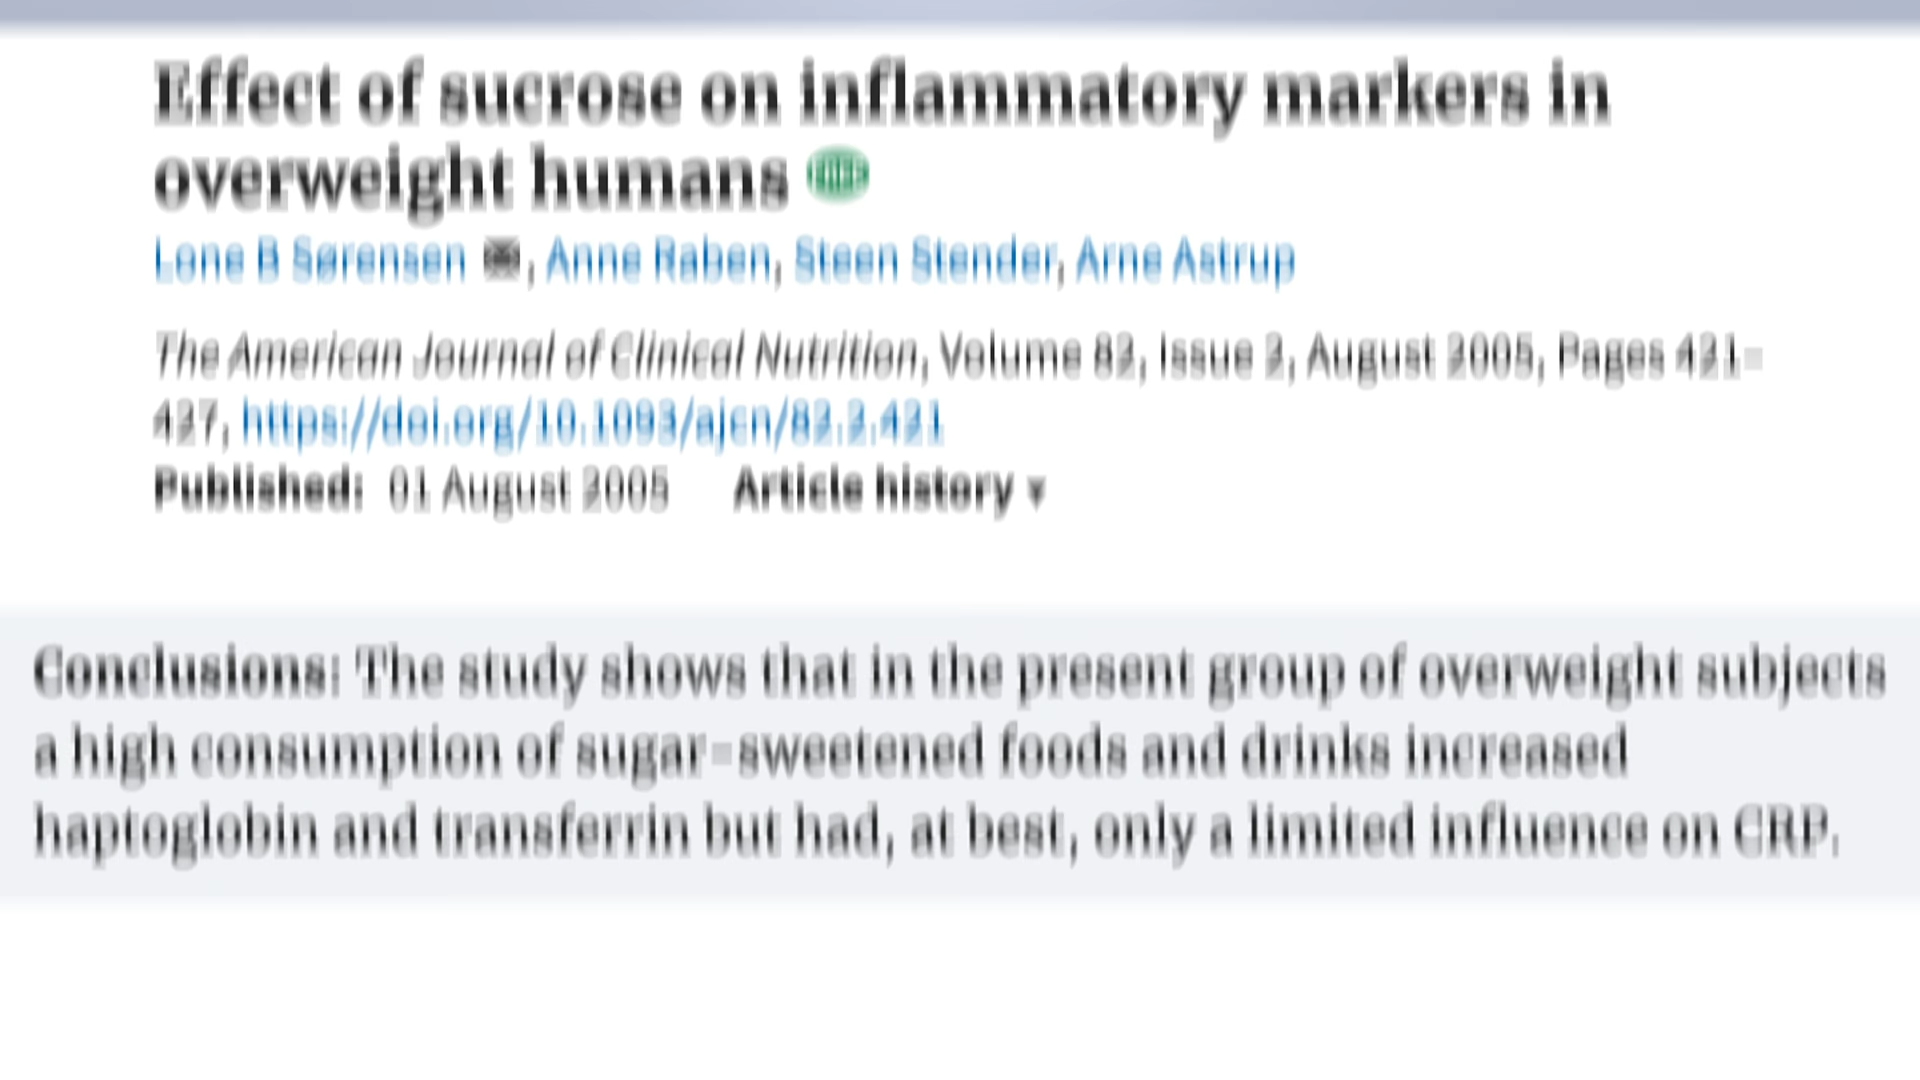 Effect of sucrose on inflammatory markers in
overweight humans FREE
Lone B Sørensen ✉, Anne Raben, Steen Stender, Arne Astrup
The American Journal of Clinical Nutrition, Volume 82, Issue 2, August 2005, Pages 421–
427, https://doi.org/10.1093/ajcn/82.2.421
Published: 01 August 2005 Article history ▾
Conclusions: The study shows that in the present group of overweight subjects
a high consumption of sugar-sweetened foods and drinks increased
haptoglobin and transferrin but had, at best, only a limited influence on CRP.